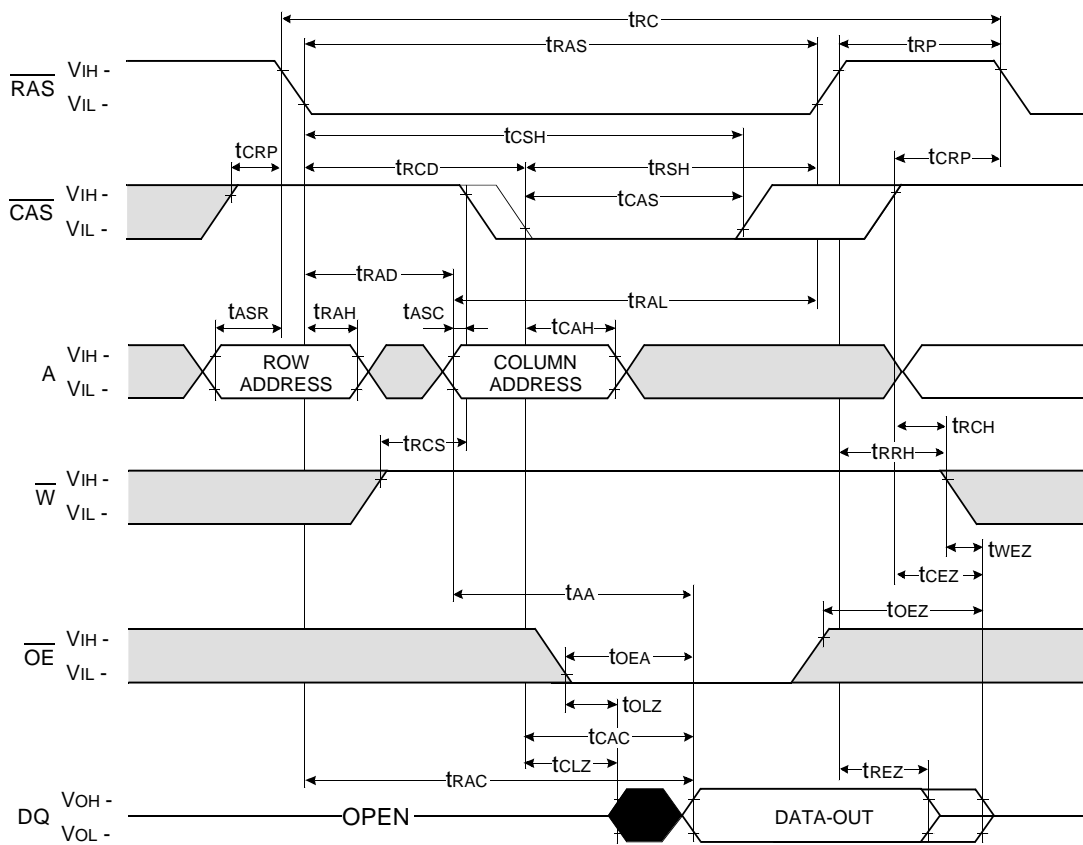 tRC
tRAS
tRP
RAS
VIH -
VIL -
tCSH
tCRP
tRCD
tRSH
tCRP
CAS
VIH -
VIL -
tCAS
tRAD
tRAL
tASR
tRAH
tASC
tCAH
A
VIH -
VIL -
ROW
ADDRESS
COLUMN
ADDRESS
tRCS
tRCH
tRRH
W
VIH -
VIL -
tWEZ
tCEZ
tAA
tOEZ
OE
VIH -
VIL -
tOEA
tOLZ
tCAC
tCLZ
tRAC
tREZ
DQ
VOH -
VOL -
OPEN
DATA-OUT